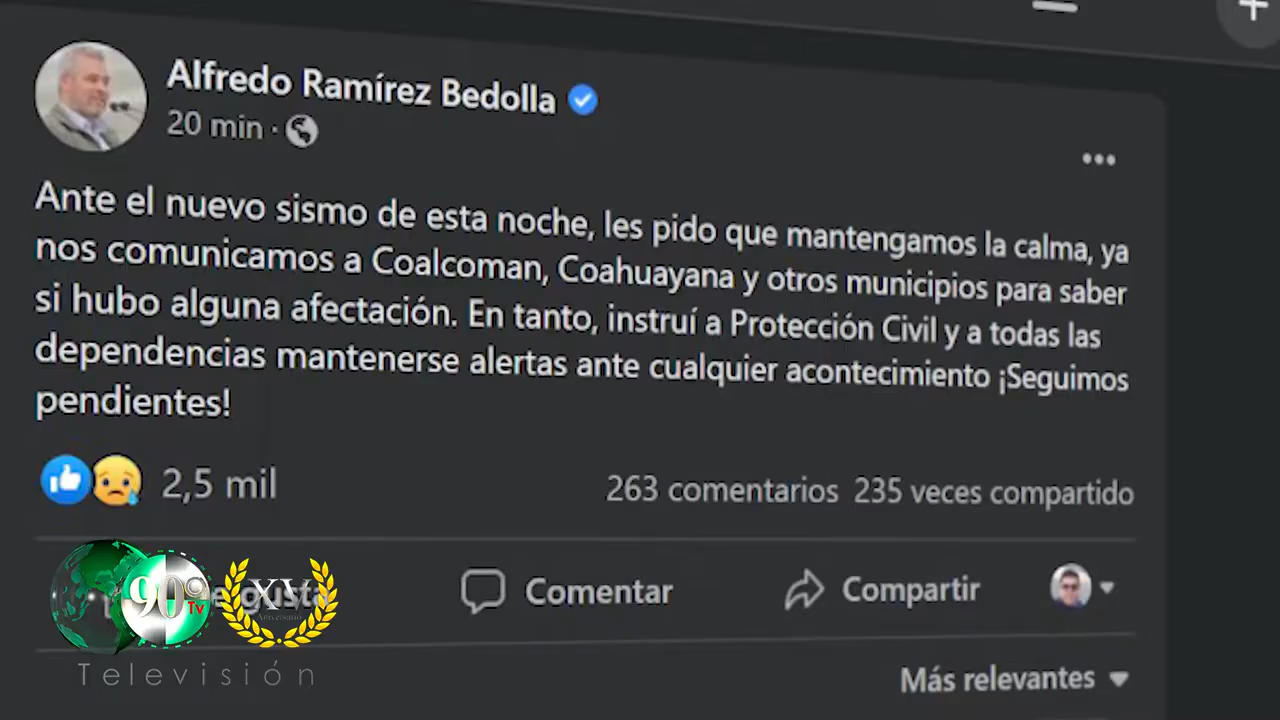 Alfredo Ramírez Bedolla
20 min ·
Ante el nuevo sismo de esta noche, les pido que mantengamos la calma, ya
nos comunicamos a Coalcoman, Coahuayana y otros municipios para saber
si hubo alguna afectación. En tanto, instruí a Protección Civil y a todas las
dependencias mantenerse alertas ante cualquier acontecimiento ¡Seguimos
pendientes!
2,5 mil
263 comentarios 235 veces compartido
gusta
Comentar
Compartir
90° Tv
XV
Aniversario
Televisión
Más relevantes